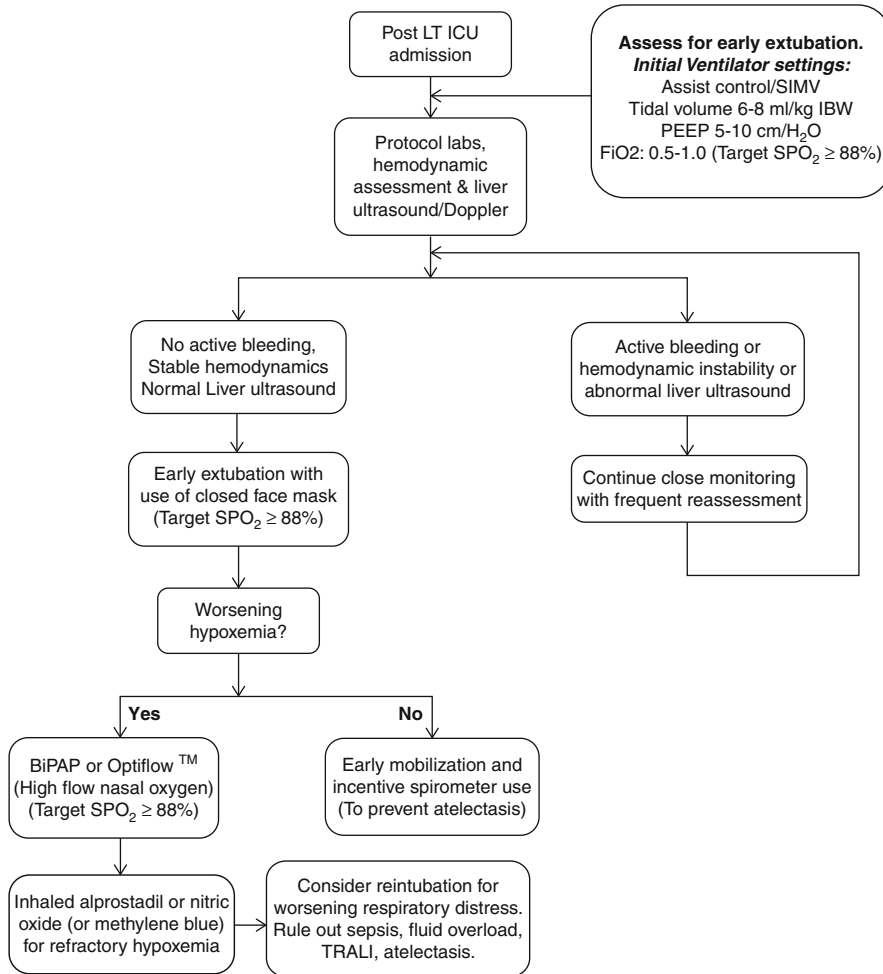 Post LT ICU
admission
Assess for early extubation.
Initial Ventilator settings:
Assist control/SIMV
Tidal volume 6-8 ml/kg IBW
PEEP 5-10 cm/H₂O
FiO2: 0.5-1.0 (Target SPO₂ ≥ 88%)
Protocol labs,
hemodynamic
assessment & liver
ultrasound/Doppler
No active bleeding,
Stable hemodynamics
Normal Liver ultrasound
Active bleeding or
hemodynamic instability or
abnormal liver ultrasound
Early extubation with
use of closed face mask
(Target SPO₂ ≥ 88%)
Continue close monitoring
with frequent reassessment
Worsening
hypoxemia?
Yes
No
BiPAP or Optiflow ™
(High flow nasal oxygen)
(Target SPO₂ ≥ 88%)
Early mobilization and
incentive spirometer use
(To prevent atelectasis)
Inhaled alprostadil or nitric
oxide (or methylene blue)
for refractory hypoxemia
Consider reintubation for
worsening respiratory distress.
Rule out sepsis, fluid overload,
TRALI, atelectasis.